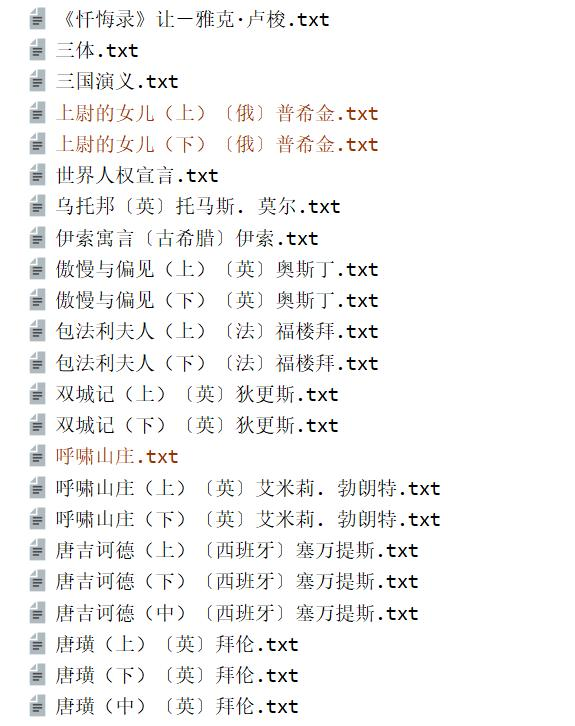 《忏悔录》让－雅克·卢梭.txt
三体.txt
三国演义.txt
上尉的女儿（上）〔俄〕普希金.txt
上尉的女儿（下）〔俄〕普希金.txt
世界人权宣言.txt
乌托邦〔英〕托马斯．莫尔.txt
伊索寓言〔古希腊〕伊索.txt
傲慢与偏见（上）〔英〕奥斯丁.txt
傲慢与偏见（下）〔英〕奥斯丁.txt
包法利夫人（上）〔法〕福楼拜.txt
包法利夫人（下）〔法〕福楼拜.txt
双城记（上）〔英〕狄更斯.txt
双城记（下）〔英〕狄更斯.txt
呼啸山庄.txt
呼啸山庄（上）〔英〕艾米莉．勃朗特.txt
呼啸山庄（下）〔英〕艾米莉．勃朗特.txt
唐吉诃德（上）〔西班牙〕塞万提斯.txt
唐吉诃德（下）〔西班牙〕塞万提斯.txt
唐吉诃德（中）〔西班牙〕塞万提斯.txt
唐璜（上）〔英〕拜伦.txt
唐璜（下）〔英〕拜伦.txt
唐璜（中）〔英〕拜伦.txt